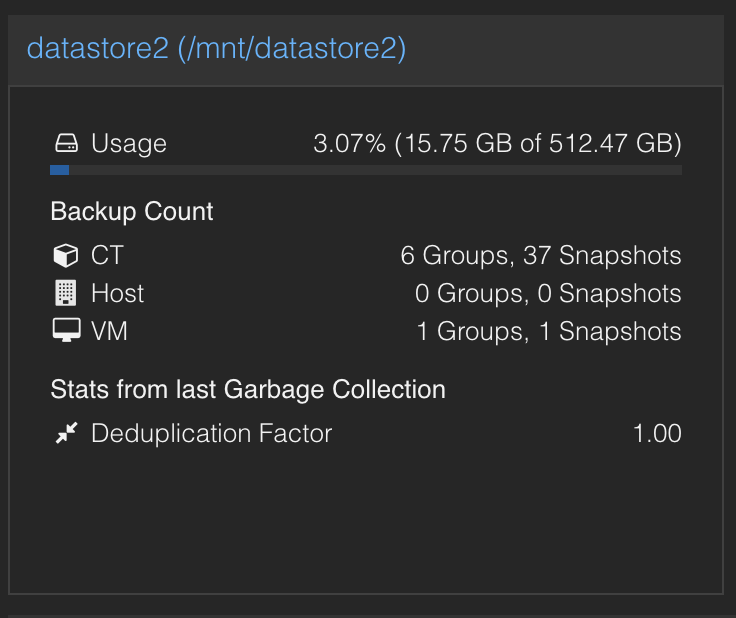 datastore2 (/mnt/datastore2)
Usage 3.07% (15.75 GB of 512.47 GB)
Backup Count
CT 6 Groups, 37 Snapshots
Host 0 Groups, 0 Snapshots
VM 1 Groups, 1 Snapshots
Stats from last Garbage Collection
Deduplication Factor 1.00